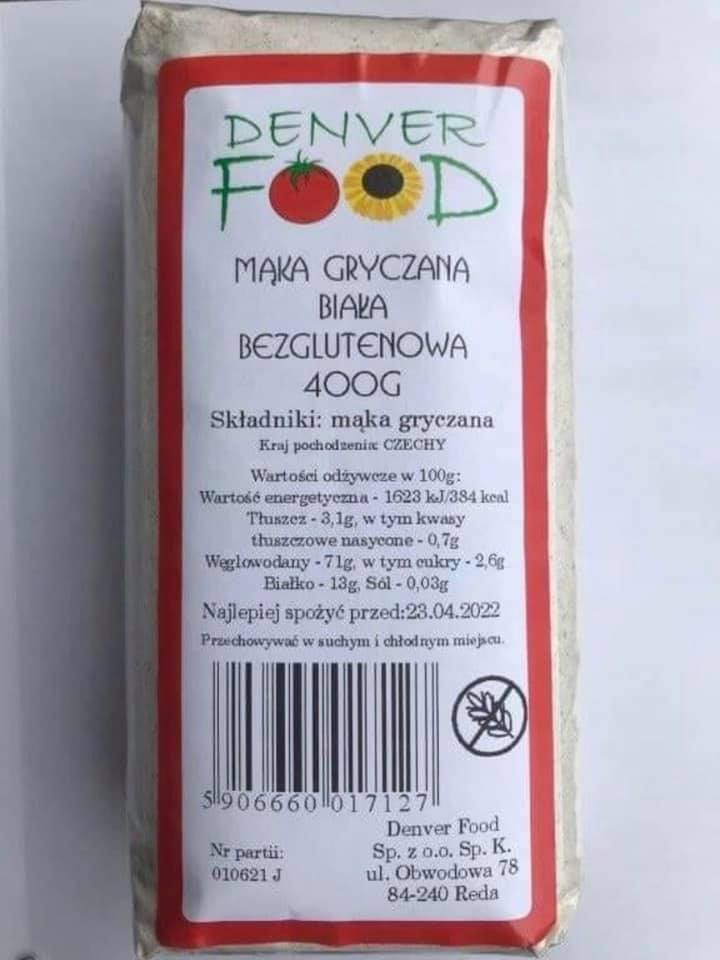 DENVER
FOOD
MĄKA GRYCZANA
BIAŁA
BEZGLUTENOWA
400G
Składniki: mąka gryczana
Kraj pochodzenia: CZECHY
Wartości odżywcze w 100g:
Wartość energetyczna - 1623 kJ/384 kcal
Tłuszcz - 3,1g, w tym kwasy
tłuszczowe nasycone - 0,7g
Węglowodany - 71g, w tym cukry - 2,6g
Białko - 13g, Sól - 0,03g
Najlepiej spożyć przed:23.04.2022
Przechowywać w suchym i chłodnym miejscu.
5 906660 017127
Nr partii:
010621 J
Denver Food
Sp. z o.o. Sp. K.
ul. Obwodowa 78
84-240 Reda